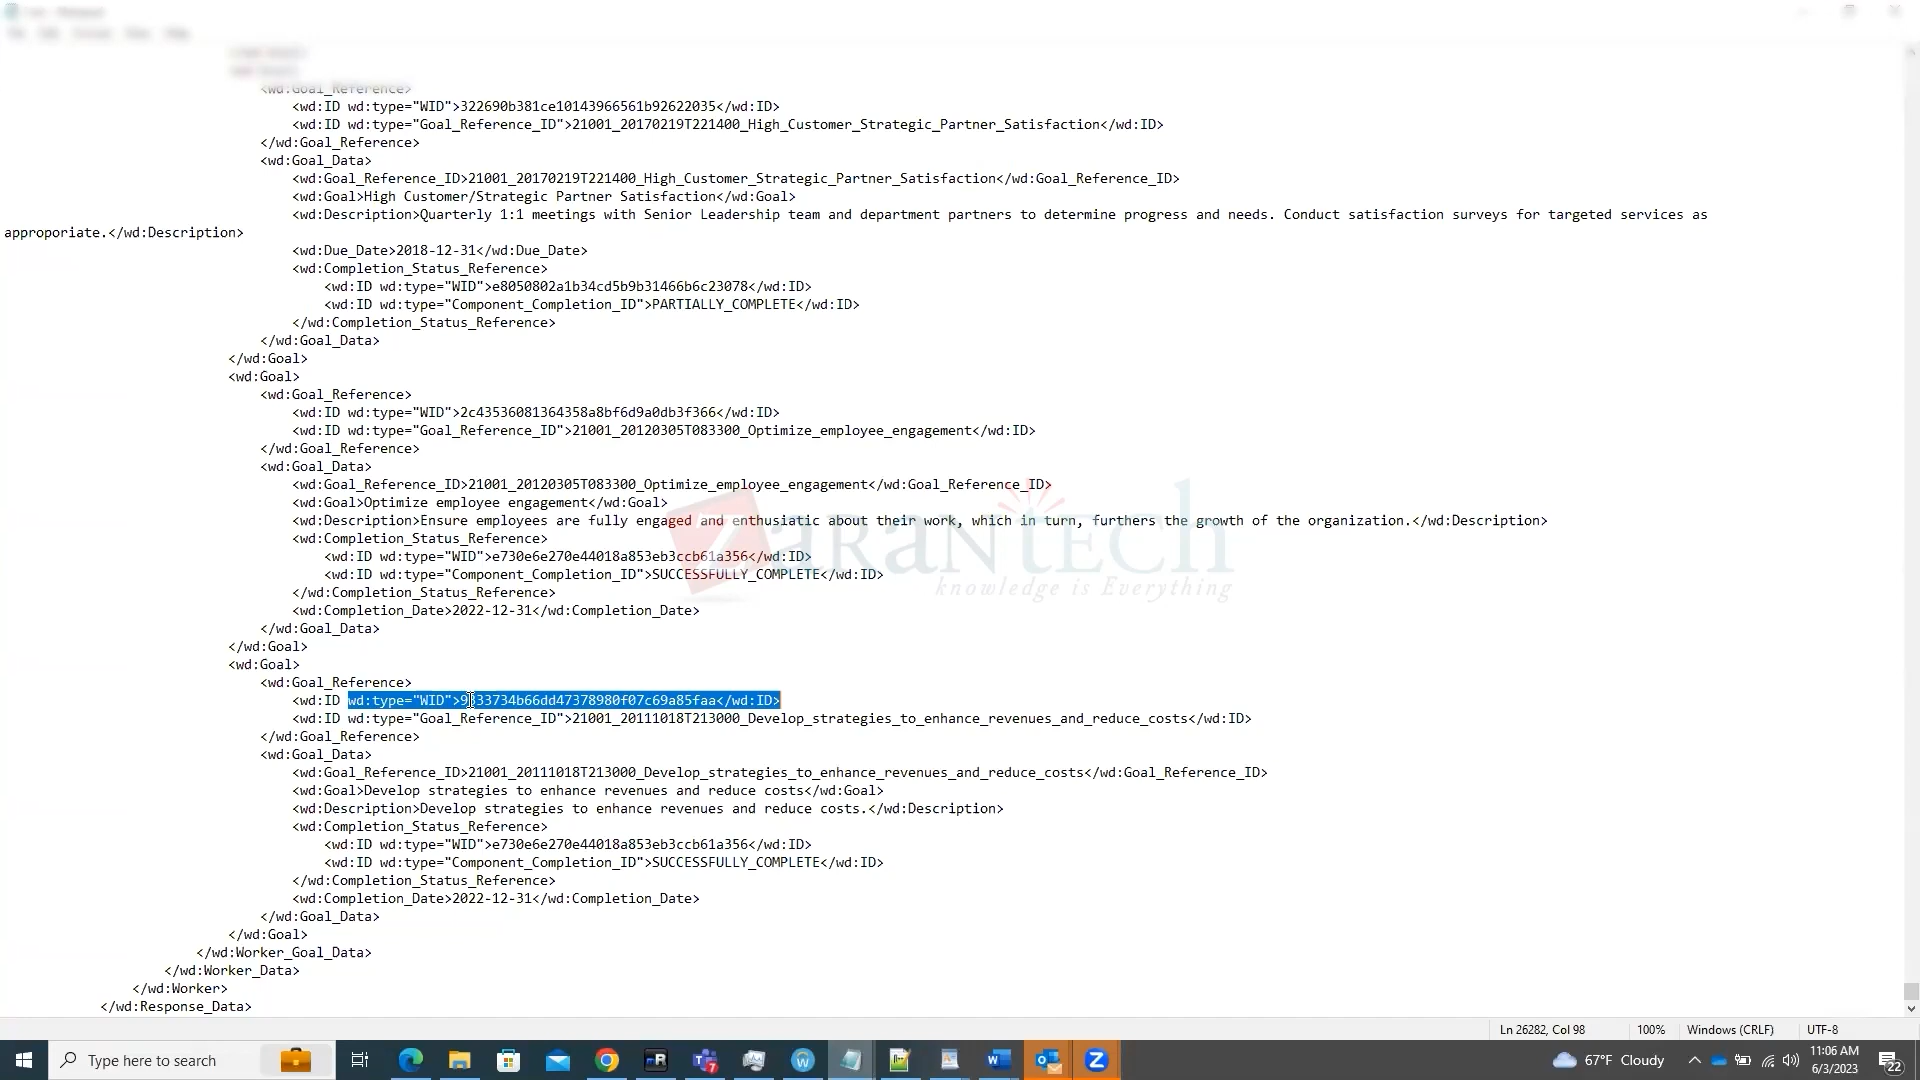 <wd:Goal_Reference>
<wd:ID wd:type="WID">322690b381ce10143966561b92622035</wd:ID>
<wd:ID wd:type="Goal_Reference_ID">21001_20170219T221400_High_Customer_Strategic_Partner_Satisfaction</wd:ID>
</wd:Goal_Reference>
<wd:Goal_Data>
<wd:Goal_Reference_ID>21001_20170219T221400_High_Customer_Strategic_Partner_Satisfaction</wd:Goal_Reference_ID>
<wd:Goal>High Customer/Strategic Partner Satisfaction</wd:Goal>
<wd:Description>Quarterly 1:1 meetings with Senior Leadership team and department partners to determine progress and needs. Conduct satisfaction surveys for targeted services as
approporiate.</wd:Description>
<wd:Due_Date>2018-12-31</wd:Due_Date>
<wd:Completion_Status_Reference>
<wd:ID wd:type="WID">e8050802a1b34cd5b9b31466b6c23078</wd:ID>
<wd:ID wd:type="Component_Completion_ID">PARTIALLY_COMPLETE</wd:ID>
</wd:Completion_Status_Reference>
</wd:Goal_Data>
</wd:Goal>
<wd:Goal>
<wd:Goal_Reference>
<wd:ID wd:type="WID">2c43536081364358a8bf6d9a0db3f366</wd:ID>
<wd:ID wd:type="Goal_Reference_ID">21001_20120305T083300_Optimize_employee_engagement</wd:ID>
</wd:Goal_Reference>
<wd:Goal_Data>
<wd:Goal_Reference_ID>21001_20120305T083300_Optimize_employee_engagement</wd:Goal_Reference_ID>
<wd:Goal>Optimize employee engagement</wd:Goal>
<wd:Description>Ensure employees are fully engaged and enthusiatic about their work, which in turn, furthers the growth of the organization.</wd:Description>
<wd:Completion_Status_Reference>
<wd:ID wd:type="WID">e730e6e270e44018a853eb3ccb61a356</wd:ID>
<wd:ID wd:type="Component_Completion_ID">SUCCESSFULLY_COMPLETE</wd:ID>
</wd:Completion_Status_Reference>
<wd:Completion_Date>2022-12-31</wd:Completion_Date>
</wd:Goal_Data>
</wd:Goal>
<wd:Goal>
<wd:Goal_Reference>
<wd:ID wd:type="WID"> </wd:ID>
<wd:ID wd:type="Goal_Reference_ID">21001_20111018T213000_Develop_strategies_to_enhance_revenues_and_reduce_costs</wd:ID>
</wd:Goal_Reference>
<wd:Goal_Data>
<wd:Goal_Reference_ID>21001_20111018T213000_Develop_strategies_to_enhance_revenues_and_reduce_costs</wd:Goal_Reference_ID>
<wd:Goal>Develop strategies to enhance revenues and reduce costs</wd:Goal>
<wd:Description>Develop strategies to enhance revenues and reduce costs.</wd:Description>
<wd:Completion_Status_Reference>
<wd:ID wd:type="WID">e730e6e270e44018a853eb3ccb61a356</wd:ID>
<wd:ID wd:type="Component_Completion_ID">SUCCESSFULLY_COMPLETE</wd:ID>
</wd:Completion_Status_Reference>
<wd:Completion_Date>2022-12-31</wd:Completion_Date>
</wd:Goal_Data>
</wd:Goal>
</wd:Worker_Goal_Data>
</wd:Worker_Data>
</wd:Worker>
</wd:Response_Data>
ZaRaNtECh
knowledge is Everything
Ln 26282, Col 98 100% Windows (CRLF) UTF-8
Type here to search
67°F Cloudy
11:06 AM
6/3/2023
22